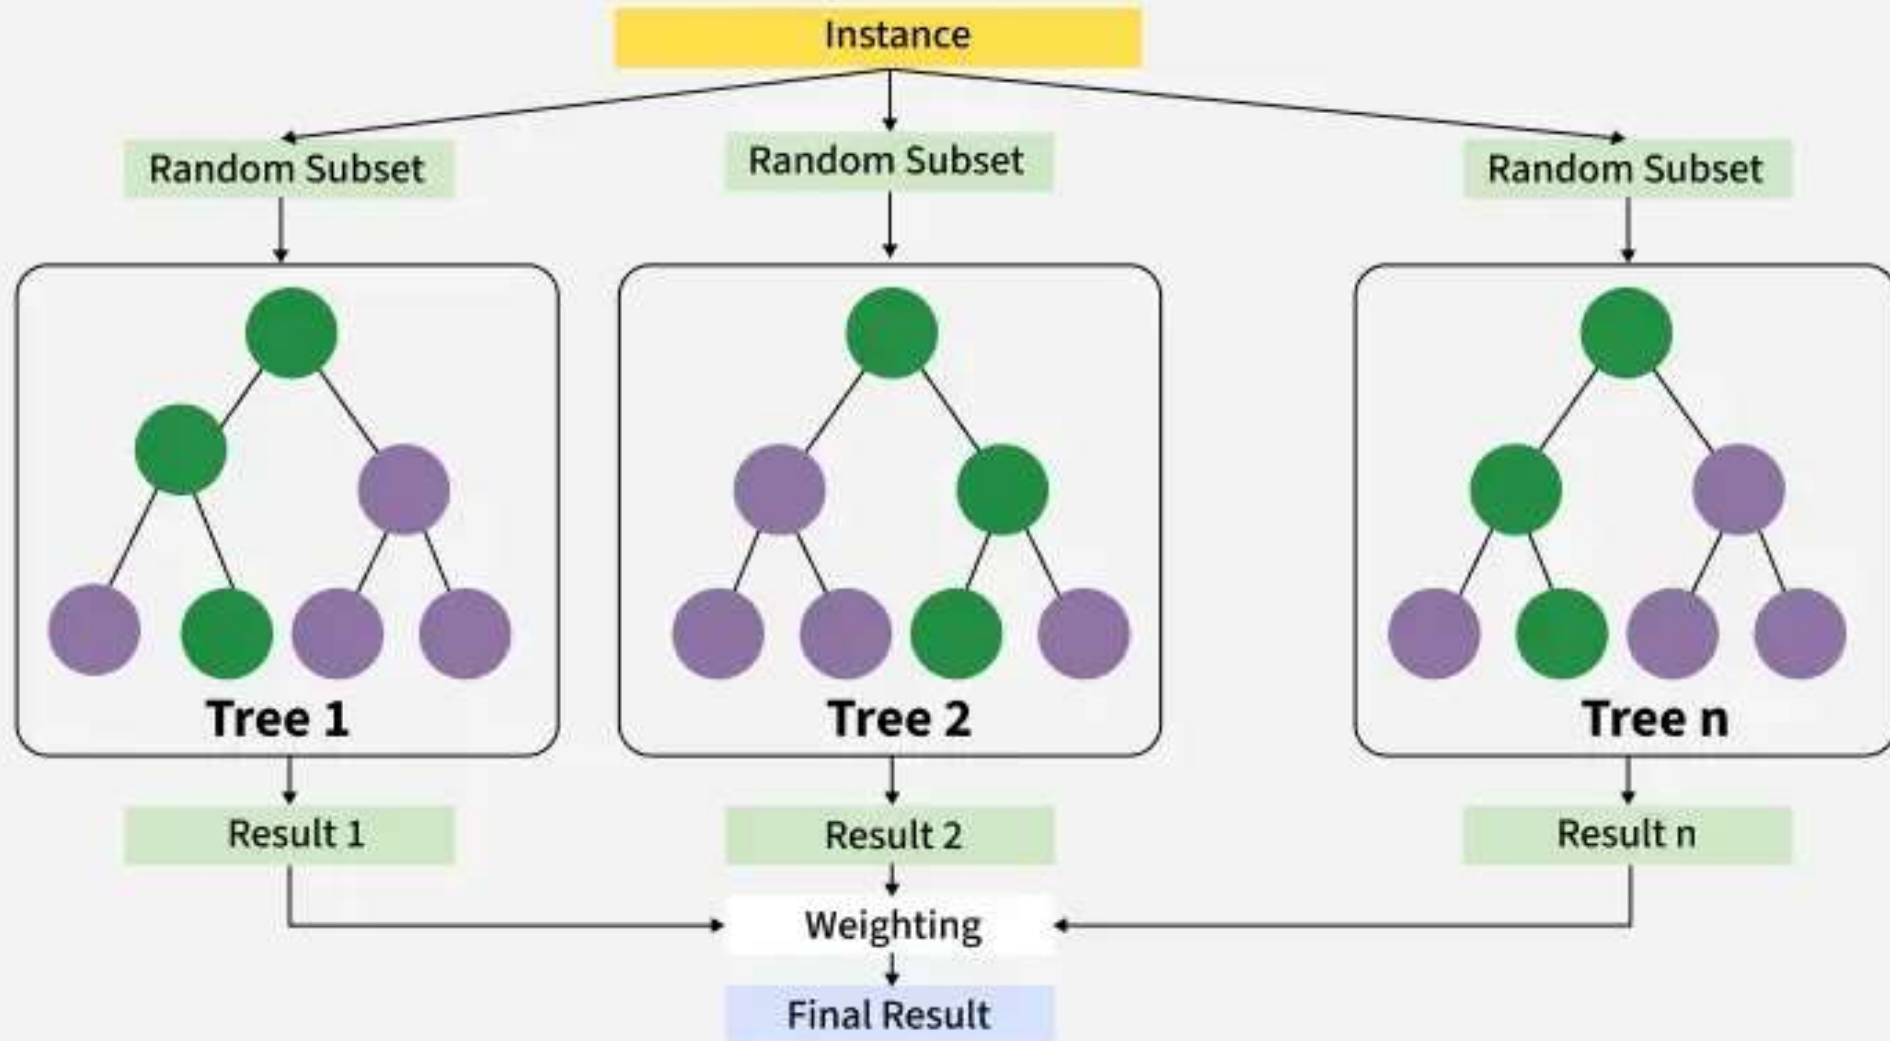 Instance
Random Subset
Random Subset
Random Subset
Tree 1
Tree 2
Tree n
Result 1
Result 2
Result n
Weighting
Final Result